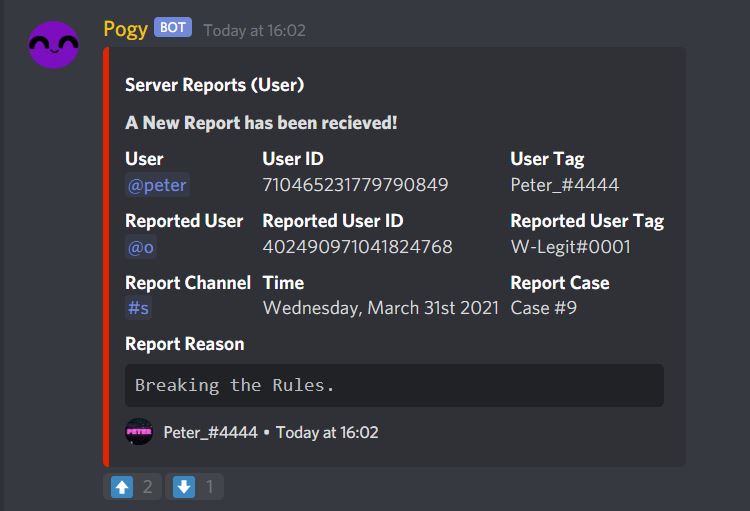 Pogy BOT Today at 16:02
Server Reports (User)
A New Report has been recieved!
User User ID User Tag
@peter 710465231779790849 Peter_#4444
Reported User Reported User ID Reported User Tag
@o 402490971041824768 W-Legit#0001
Report Channel Time Report Case
#s Wednesday, March 31st 2021 Case #9
Report Reason
Breaking the Rules.
PETER Peter_#4444 • Today at 16:02
2 1